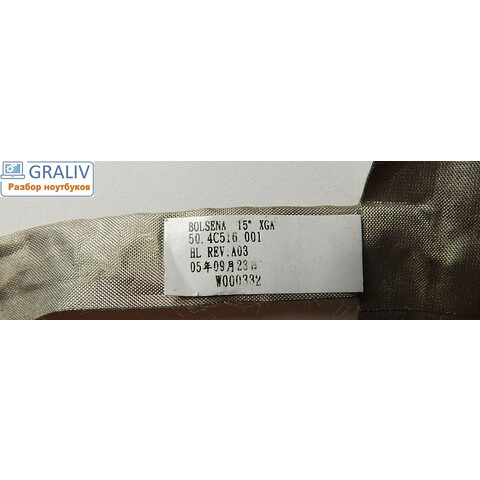 GRALIV
Разбор ноутбуков
BOLSENA 15" XGA
50.4C516 001
HL REV:A03
05年09月23日
W000332